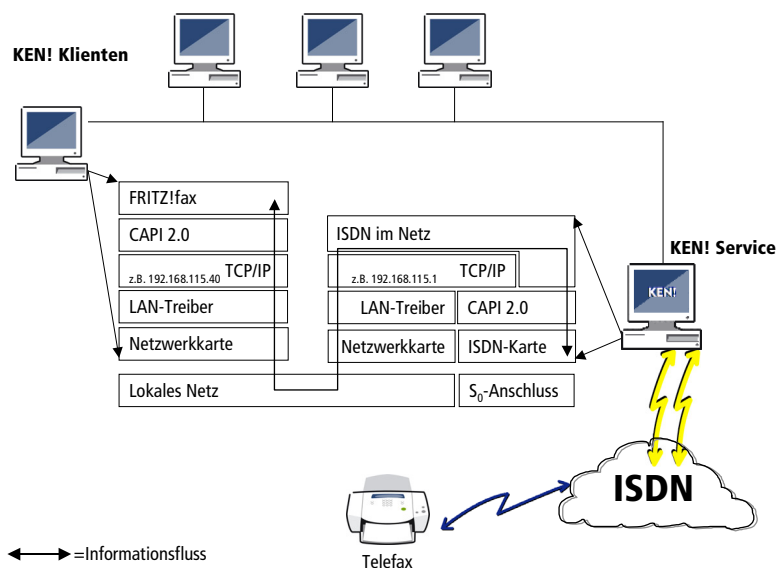 KEN! Klienten
FRITZ!fax
CAPI 2.0
z.B. 192.168.115.40 TCP/IP
LAN-Treiber
Netzwerkkarte
ISDN im Netz
z.B. 192.168.115.1 TCP/IP
LAN-Treiber
CAPI 2.0
Netzwerkkarte
ISDN-Karte
Lokales Netz
S0-Anschluss
KEN! Service
KEN!
ISDN
Telefax
=Informationsfluss